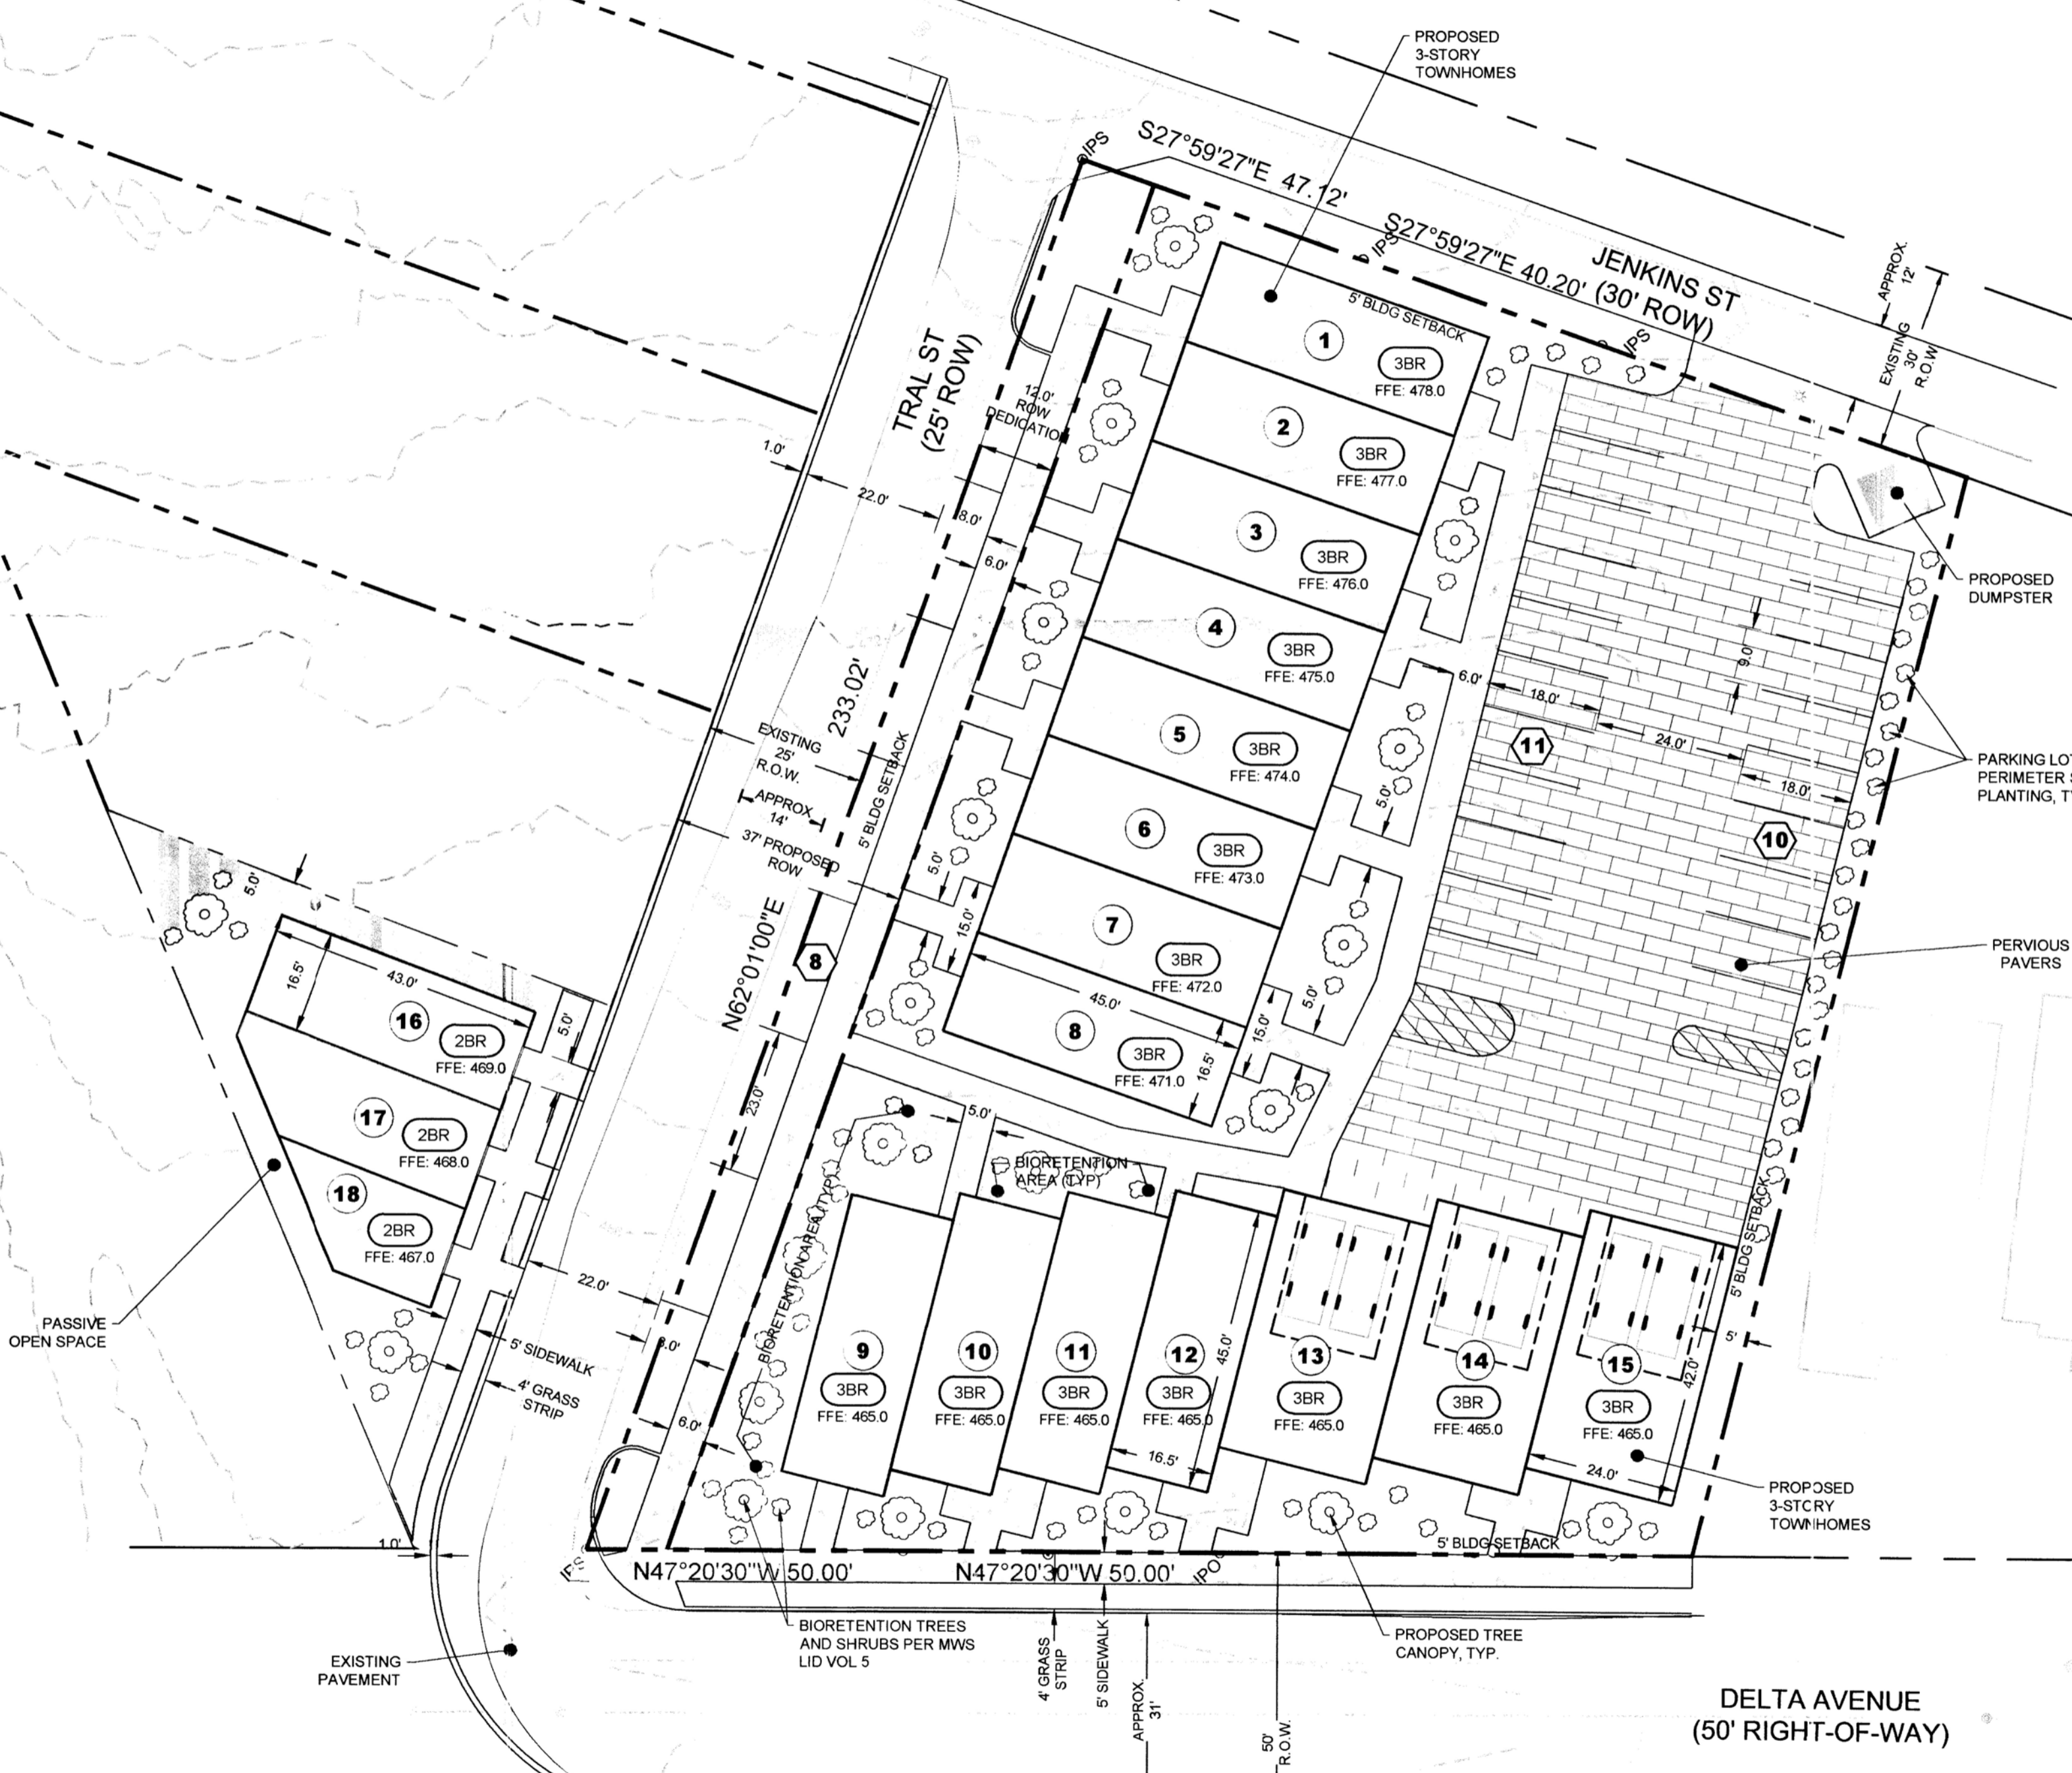 PROPOSED
3-STORY
TOWNHOMES
IPS
S27°59'27"E 47.12'
IPS
S27°59'27"E 40.20'
JENKINS ST
(30' ROW)
IPS
APPROX.
12'
EXISTING
30'
R.O.W
5' BLDG SETBACK
1
3BR
FFE: 478.0
2
3BR
FFE: 477.0
3
3BR
FFE: 476.0
4
3BR
FFE: 475.0
5
3BR
FFE: 474.0
6
3BR
FFE: 473.0
7
3BR
FFE: 472.0
45.0'
8
3BR
FFE: 471.0
16.5'
15.0'
5.0'
5.0'
TRAL ST
(25' ROW)
12.0'
ROW
DEDICATION
1.0'
22.0'
8.0'
6.0'
233.02'
EXISTING
25'
R.O.W.
APPROX
14'
37' PROPOSED
ROW
5' BLDG SETBACK
5.0'
15.0'
N62°01'00"E
8
23.0'
6.0'
18.0'
24.0'
9.0'
18.0'
11
10
PROPOSED
DUMPSTER
PARKING LOT
PERIMETER
PLANTING,
PERVIOUS
PAVERS
5.0'
16.5'
43.0'
16
2BR
FFE: 469.0
5.0'
17
2BR
FFE: 468.0
18
2BR
FFE: 467.0
PASSIVE
OPEN SPACE
5' SIDEWALK
4' GRASS
STRIP
22.0'
8.0'
6.0'
5.0'
BIORETENTION
AREA (TYP)
BIORETENTION AREA (TYP)
9
3BR
FFE: 465.0
10
3BR
FFE: 465.0
11
3BR
FFE: 465.0
12
3BR
FFE: 465.0
45.0'
16.5'
13
3BR
FFE: 465.0
14
3BR
FFE: 465.0
15
3BR
FFE: 465.0
42.0'
24.0'
5'
5' BLDG SETBACK
PROPOSED
3-STORY
TOWNHOMES
5' BLDG SETBACK
1.0'
IPS
N47°20'30"W 50.00'
N47°20'30"W 50.00'
IPO
BIORETENTION TREES
AND SHRUBS PER MWS
LID VOL 5
EXISTING
PAVEMENT
4' GRASS
STRIP
5' SIDEWALK
APPROX.
31'
50'
R.O.W.
PROPOSED TREE
CANOPY, TYP.
DELTA AVENUE
(50' RIGHT-OF-WAY)